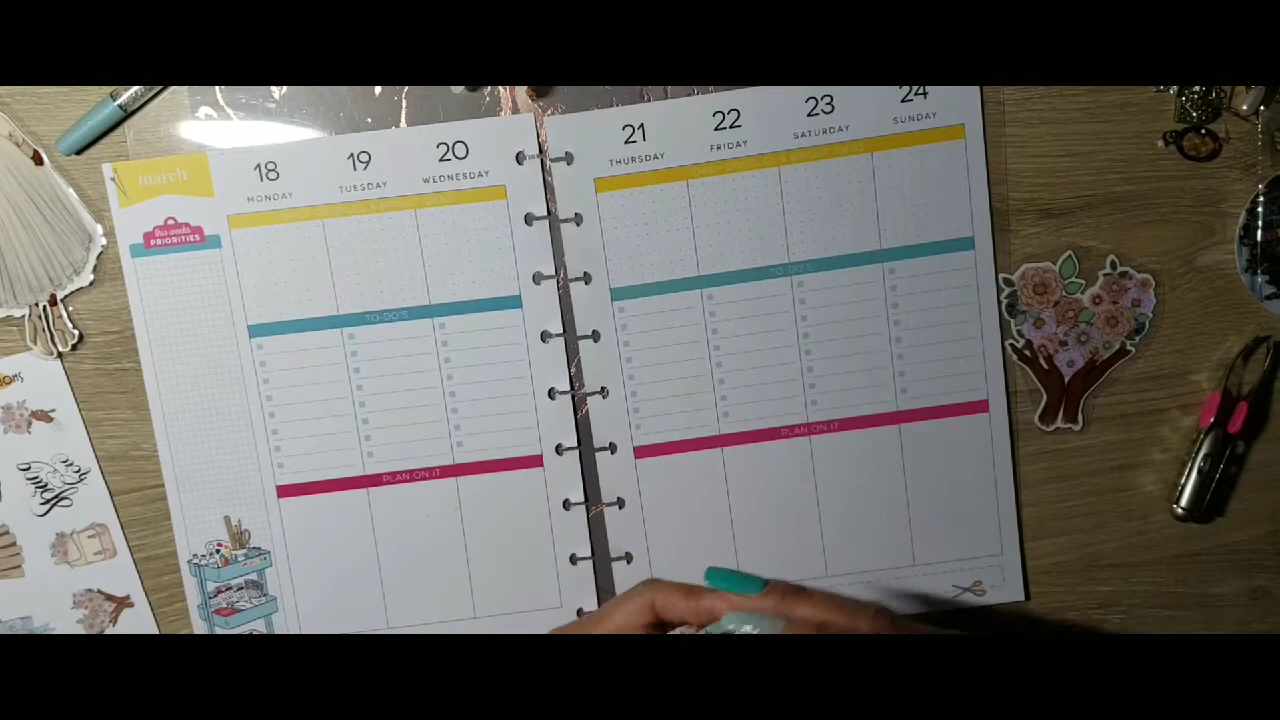 march
18
MONDAY
19
TUESDAY
20
WEDNESDAY
21
THURSDAY
22
FRIDAY
23
SATURDAY
24
SUNDAY
this weeks
PRIORITIES
TO-DO'S
TO-DO'S
PLAN ON IT
PLAN ON IT